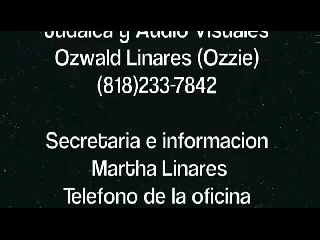 Judaica y Audio Visuales
Ozwald Linares (Ozzie)
(818)233-7842
Secretaria e informacion
Martha Linares
Telefono de la oficina